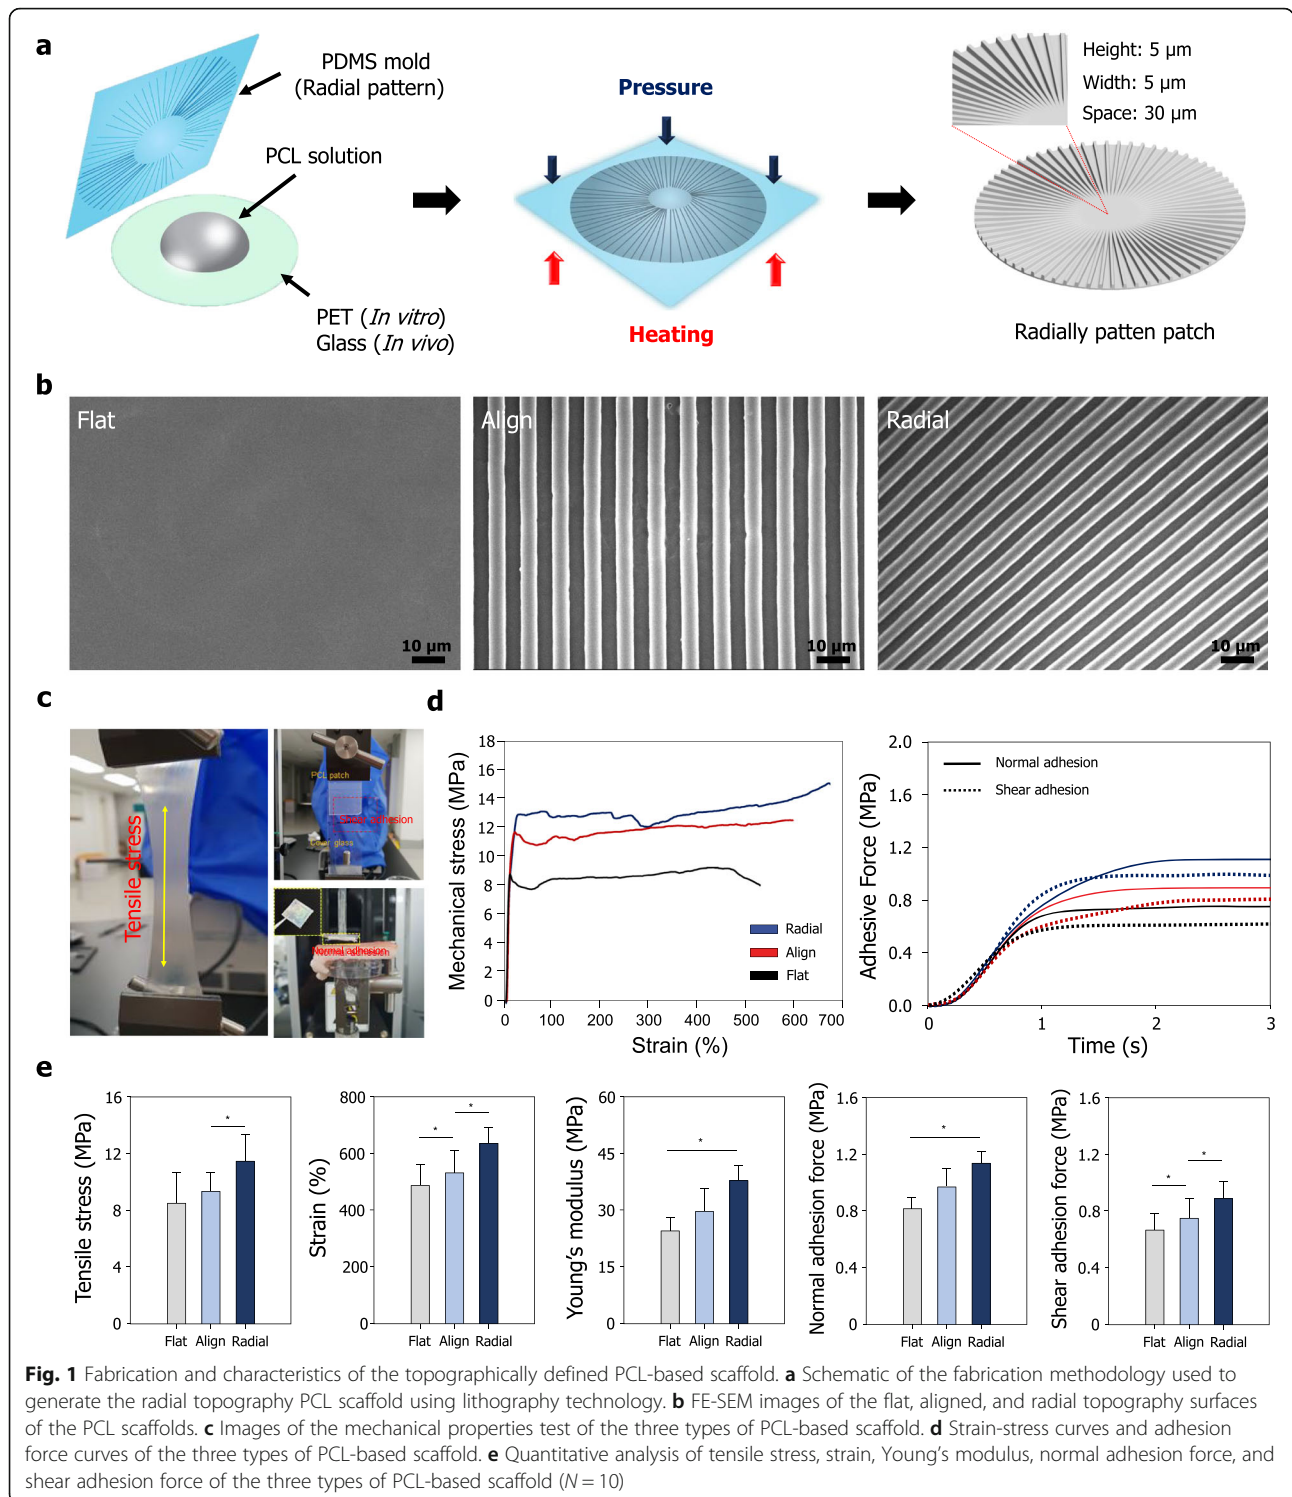 a
PDMS mold
(Radial pattern)
PCL solution
PET (In vitro)
Glass (In vivo)
Pressure
Heating
Height: 5 µm
Width: 5 µm
Space: 30 µm
Radially patten patch
b
Flat
10 µm
Align
10 µm
Radial
10 µm
c
Tensile stress
PCL patch
Shear adhesion
Cover glass
Normal adhesion
Normal adhesion
d
Mechanical stress (MPa)
18
16
14
12
10
8
6
4
2
0
0 100 200 300 400 500 600 700
Strain (%)
Radial
Align
Flat
Adhesive Force (MPa)
2.0
1.6
1.2
0.8
0.4
0.0
0 1 2 3
Time (s)
Normal adhesion
Shear adhesion
e
Tensile stress (MPa)
16
12
8
4
0
*
Flat Align Radial
Strain (%)
800
600
400
200
0
*
*
Flat Align Radial
Young's modulus (MPa)
60
45
30
15
0
*
Flat Align Radial
Normal adhesion force (MPa)
1.6
1.2
0.8
0.4
0
*
Flat Align Radial
Shear adhesion force (MPa)
1.6
1.2
0.8
0.4
0
*
*
Flat Align Radial
Fig. 1 Fabrication and characteristics of the topographically defined PCL-based scaffold. a Schematic of the fabrication methodology used to
generate the radial topography PCL scaffold using lithography technology. b FE-SEM images of the flat, aligned, and radial topography surfaces
of the PCL scaffolds. c Images of the mechanical properties test of the three types of PCL-based scaffold. d Strain-stress curves and adhesion
force curves of the three types of PCL-based scaffold. e Quantitative analysis of tensile stress, strain, Young's modulus, normal adhesion force, and
shear adhesion force of the three types of PCL-based scaffold (N = 10)